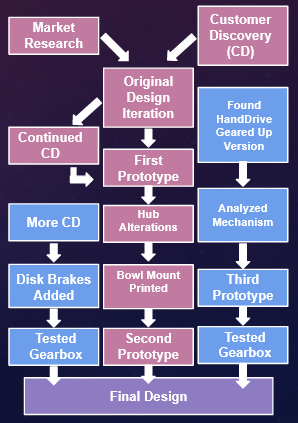 Market
Research
Customer
Discovery
(CD)
Original
Design
Iteration
Found
HandDrive
Geared Up
Version
Continued
CD
First
Prototype
More CD
Hub
Alterations
Analyzed
Mechanism
Disk Brakes
Added
Bowl Mount
Printed
Third
Prototype
Tested
Gearbox
Second
Prototype
Tested
Gearbox
Final Design